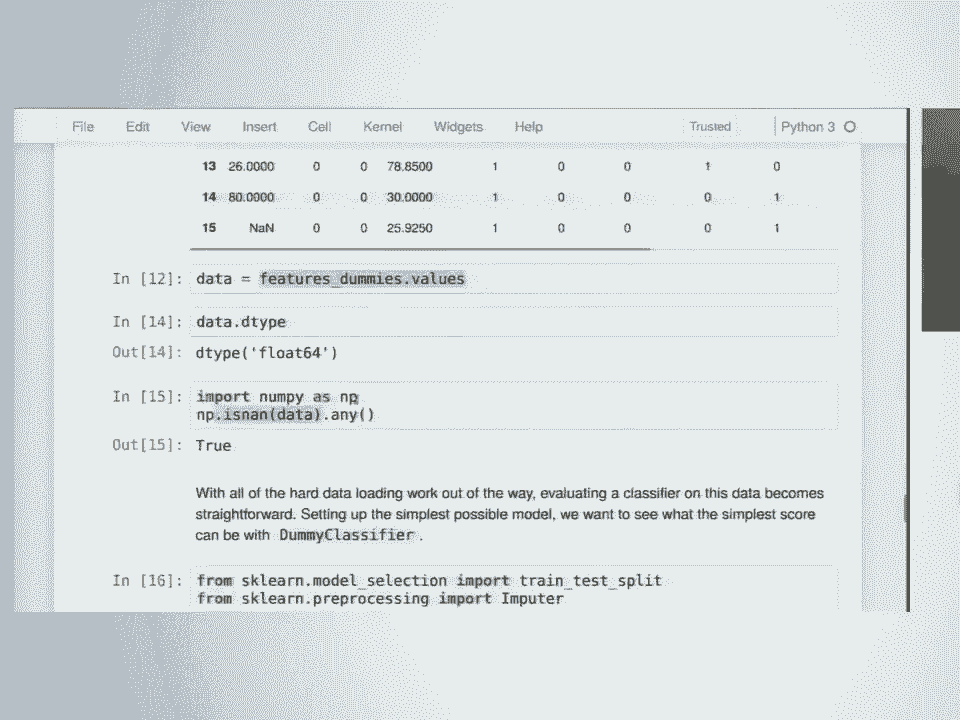 File Edit View Insert Cell Kernel Widgets Help Trusted Python 3
13 26.0000 0 0 78.8500 1 0 0 1 0
14 80.0000 0 0 30.0000 1 0 0 0 1
15 NaN 0 0 25.9250 1 0 0 0 1
In [12]: data = features_dummies.values
In [14]: data.dtype
Out[14]: dtype('float64')
In [15]: import numpy as np
np.isnan(data).any()
Out[15]: True
With all of the hard data loading work out of the way, evaluating a classifier on this data becomes
straightforward. Setting up the simplest possible model, we want to see what the simplest score
can be with DummyClassifier .
In [16]: from sklearn.model_selection import train_test_split
from sklearn.preprocessing import Imputer